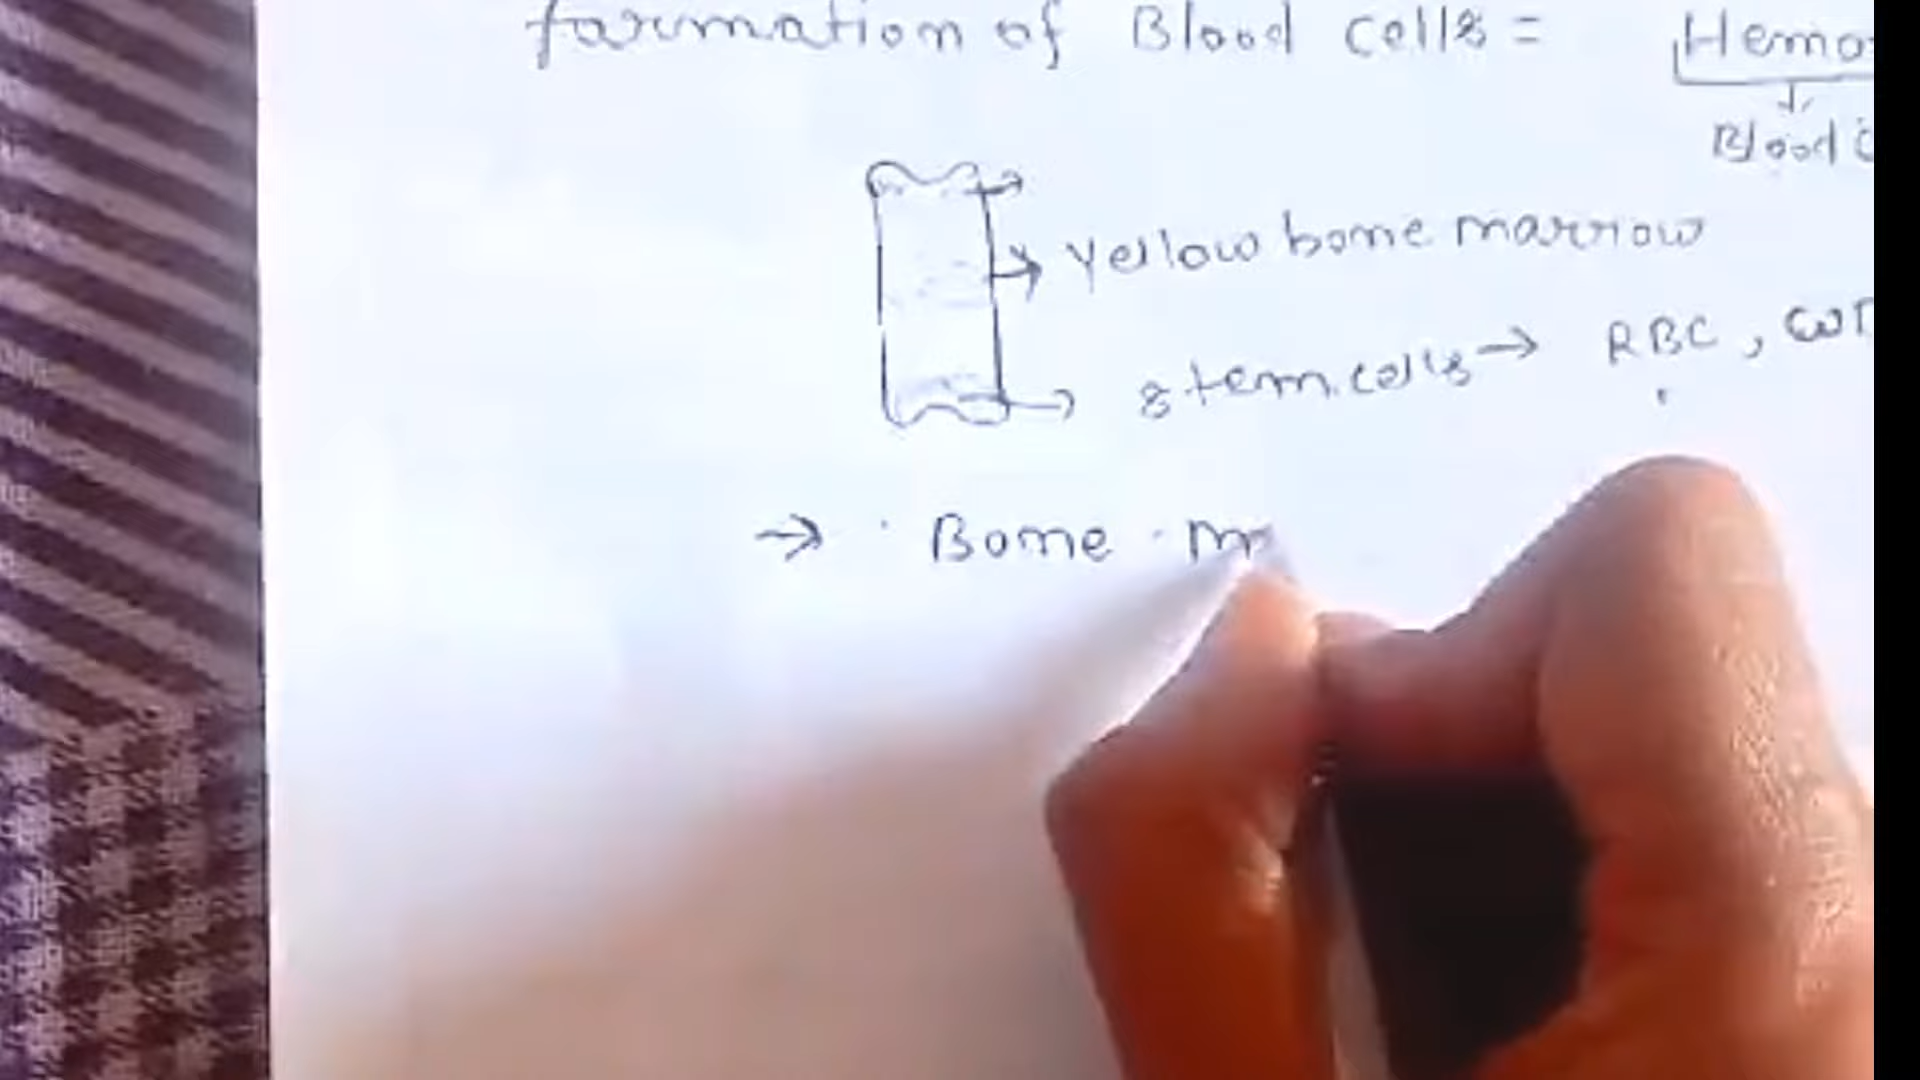 formation of Blood cells = Hemo
Blood
Yellow bone marrow
stem cells → RBC,
→ Bone m